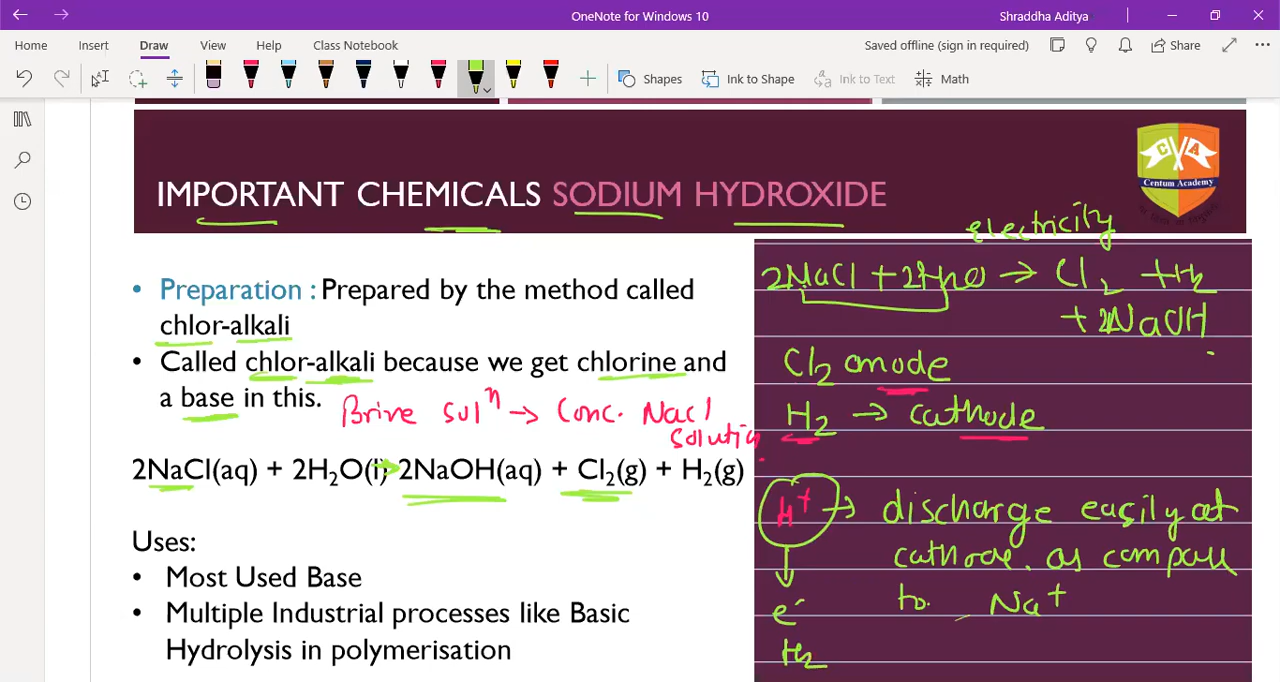 OneNote for Windows 10
Shraddha Aditya
Home Insert Draw View Help Class Notebook
Saved offline (sign in required)
Share
Shapes
Ink to Shape
Ink to Text
Math
IMPORTANT CHEMICALS SODIUM HYDROXIDE
CA
Centum Academy
electricity
2NaCl + 2H₂O → Cl₂ + H₂
+ 2NaOH
Cl₂ anode
H₂ → cathode
H⁺ → discharge easily at
cathode. as compare
to. Na⁺
e⁻
H₂
• Preparation : Prepared by the method called
chlor-alkali
• Called chlor-alkali because we get chlorine and
a base in this.
Brine solⁿ → Conc. NaCl
solution
2NaCl(aq) + 2H₂O(l) → 2NaOH(aq) + Cl₂(g) + H₂(g)
Uses:
• Most Used Base
• Multiple Industrial processes like Basic
Hydrolysis in polymerisation